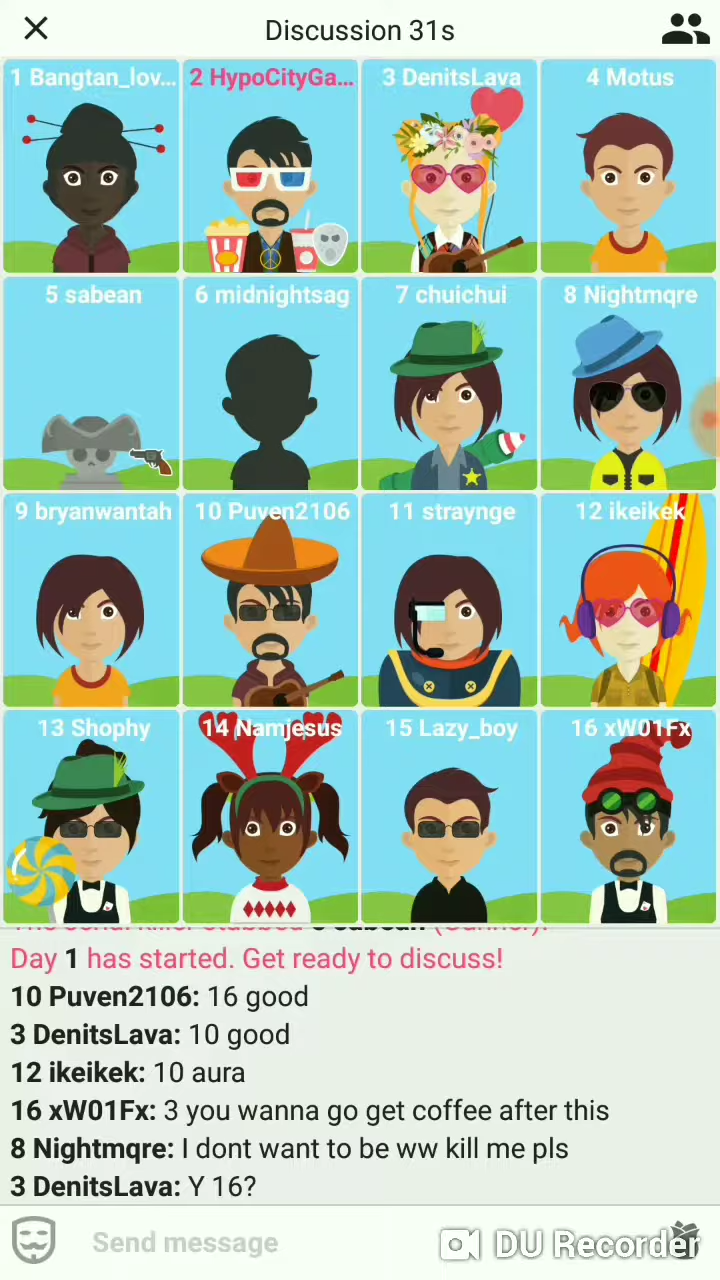 Discussion 31s
1 Bangtan_lov... 2 HypoCityGa... 3 DenitsLava 4 Motus
5 sabean 6 midnightsag 7 chuichui 8 Nightmqre
9 bryanwantah 10 Puven2106 11 straynge 12 ikeikek
13 Shophy 14 Namjesus 15 Lazy_boy 16 xW01Fx
Day 1 has started. Get ready to discuss!
10 Puven2106: 16 good
3 DenitsLava: 10 good
12 ikeikek: 10 aura
16 xW01Fx: 3 you wanna go get coffee after this
8 Nightmqre: I dont want to be ww kill me pls
3 DenitsLava: Y 16?
Send message
DU Recorder